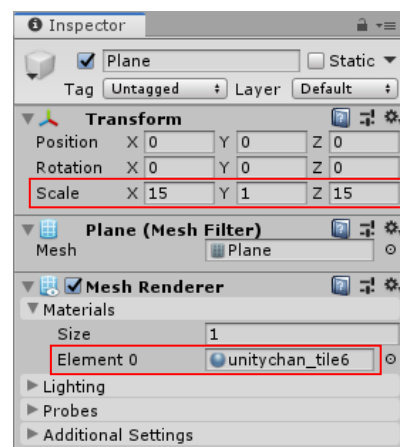 Inspector
Plane Static
Tag Untagged Layer Default
Transform
Position X 0 Y 0 Z 0
Rotation X 0 Y 0 Z 0
Scale X 15 Y 1 Z 15
Plane (Mesh Filter)
Mesh Plane
Mesh Renderer
Materials
Size 1
Element 0 unitychan_tile6
Lighting
Probes
Additional Settings